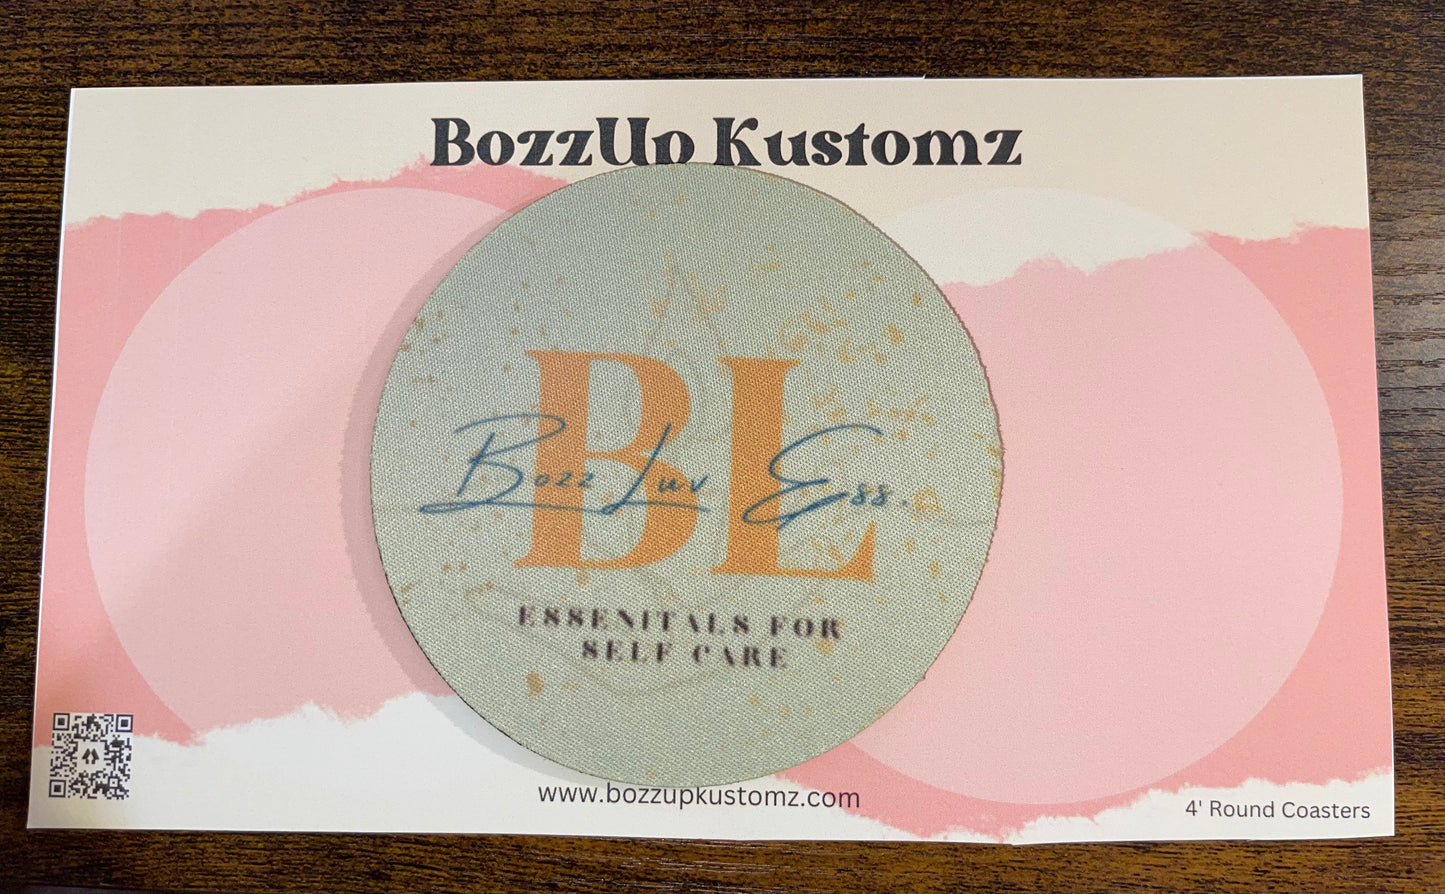 BozzUp Kustomz
BL
Bozz Luv Ess.
ESSENITALS FOR
SELF CARE
www.bozzupkustomz.com
4' Round Coasters